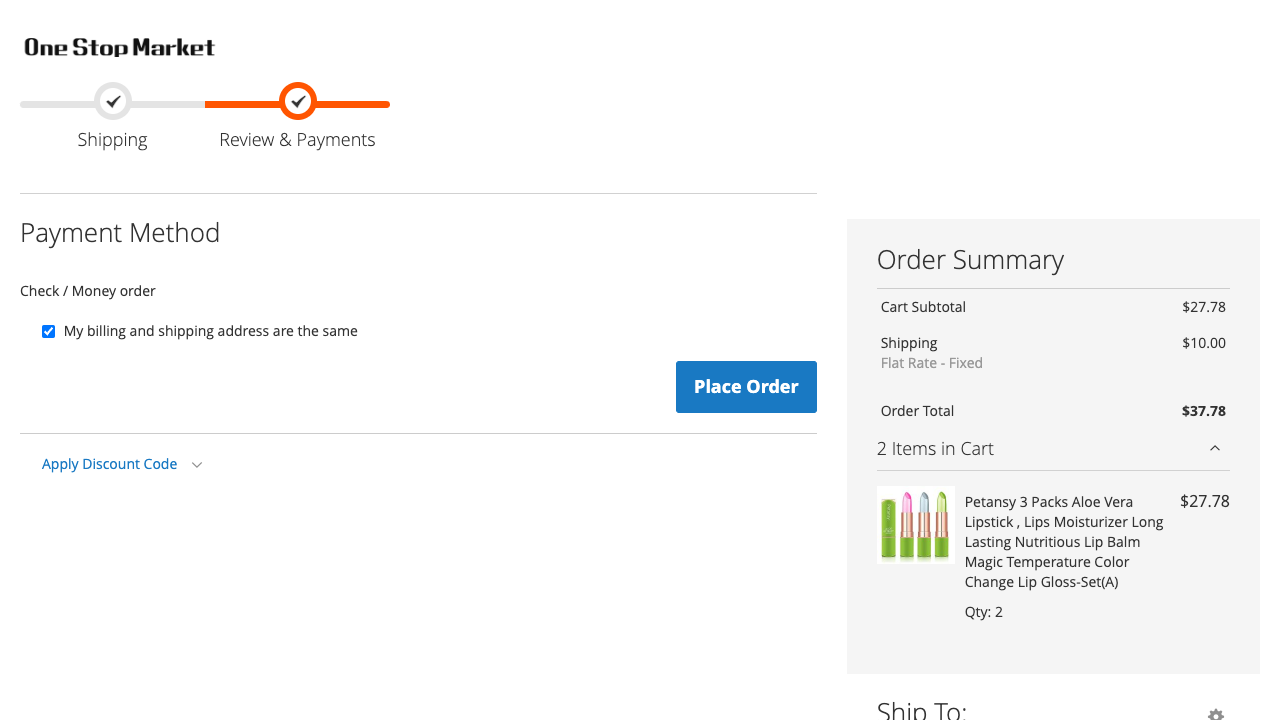 One Stop Market
Shipping
Review & Payments
Payment Method
Check / Money order
My billing and shipping address are the same
Place Order
Apply Discount Code
Order Summary
Cart Subtotal $27.78
Shipping $10.00
Flat Rate - Fixed
Order Total $37.78
2 Items in Cart
Petansy 3 Packs Aloe Vera $27.78
Lipstick , Lips Moisturizer Long
Lasting Nutritious Lip Balm
Magic Temperature Color
Change Lip Gloss-Set(A)
Qty: 2
Ship To: